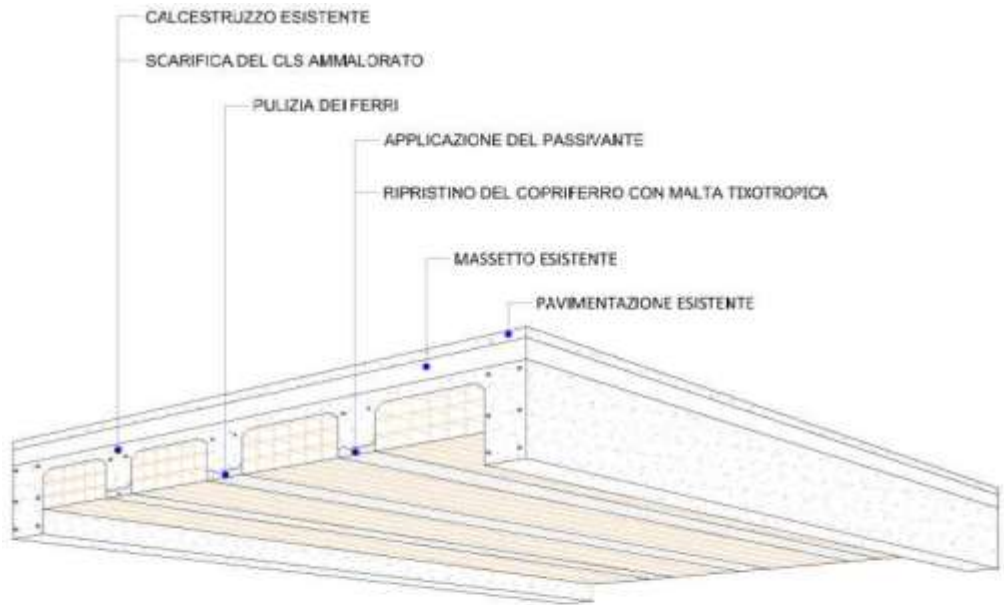 CALCESTRUZZO ESISTENTE
SCARIFICA DEL CLS AMMALORATO
PULIZIA DEI FERRI
APPLICAZIONE DEL PASSIVANTE
RIPRISTINO DEL COPRIFERRO CON MALTA TIXOTROPICA
MASSETTO ESISTENTE
PAVIMENTAZIONE ESISTENTE